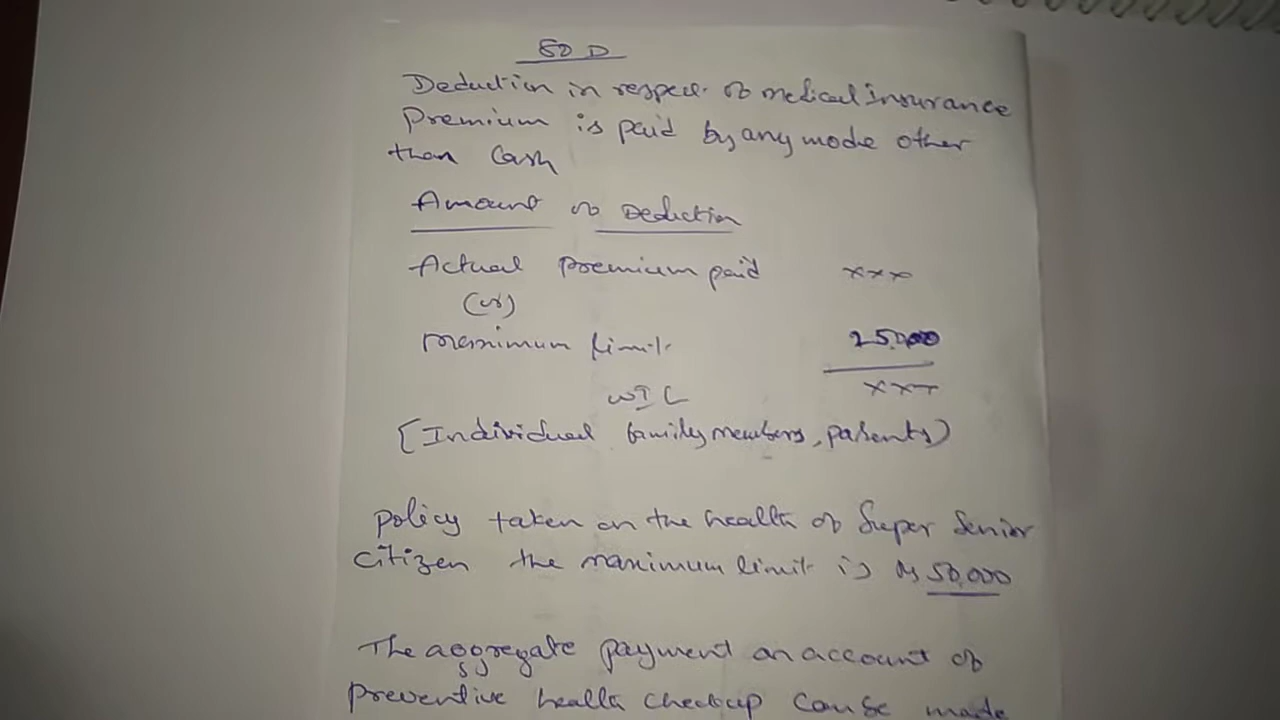 80 D
Deduction in respect of medical Insurance
Premium is paid by any mode other
than Cash
Amount of Deduction
Actual Premium paid xxx
(or)
Maximum limit 25,000
W I L xxx
(Individual family members, parents)
policy taken on the health of Super Senior
Citizen the maximum limit is Rs 50,000
The aggregate payment on account of
preventive health checkup can be made